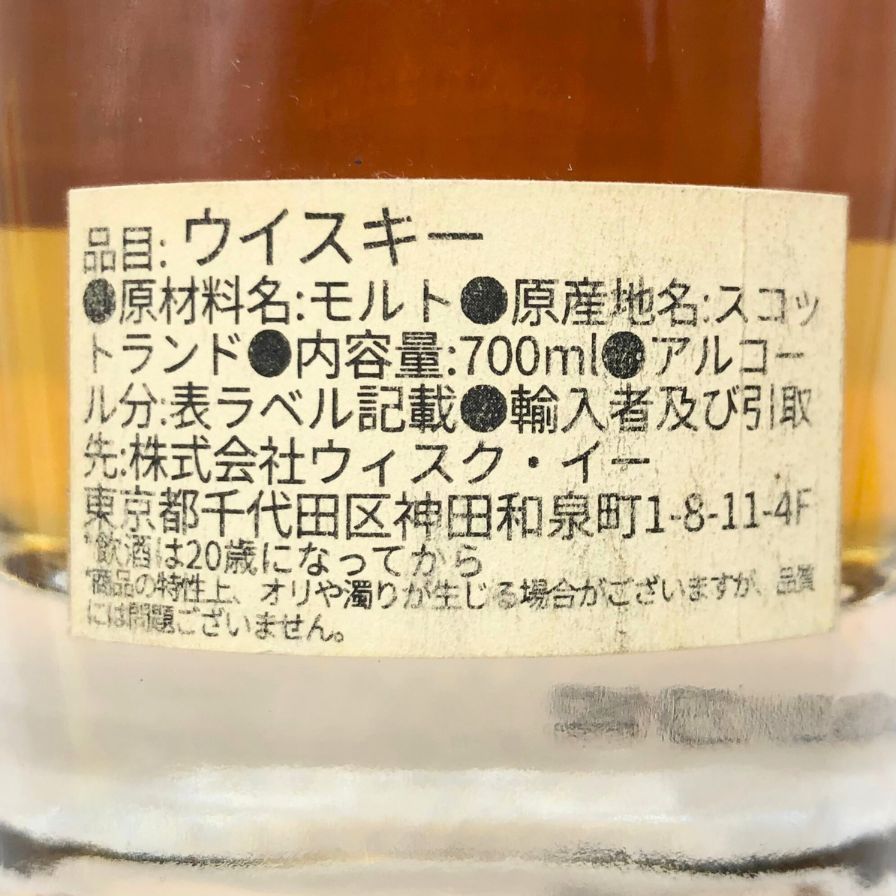 品目: ウイスキー
●原材料名:モルト●原産地名:スコッ
トランド●内容量:700ml●アルコー
ル分:表ラベル記載●輸入者及び引取
先:株式会社ウィスク・イー
東京都千代田区神田和泉町1-8-11-4F
*飲酒は20歳になってから
*商品の特性上、オリや濁りが生じる場合がございますが、品質
には問題ございません。